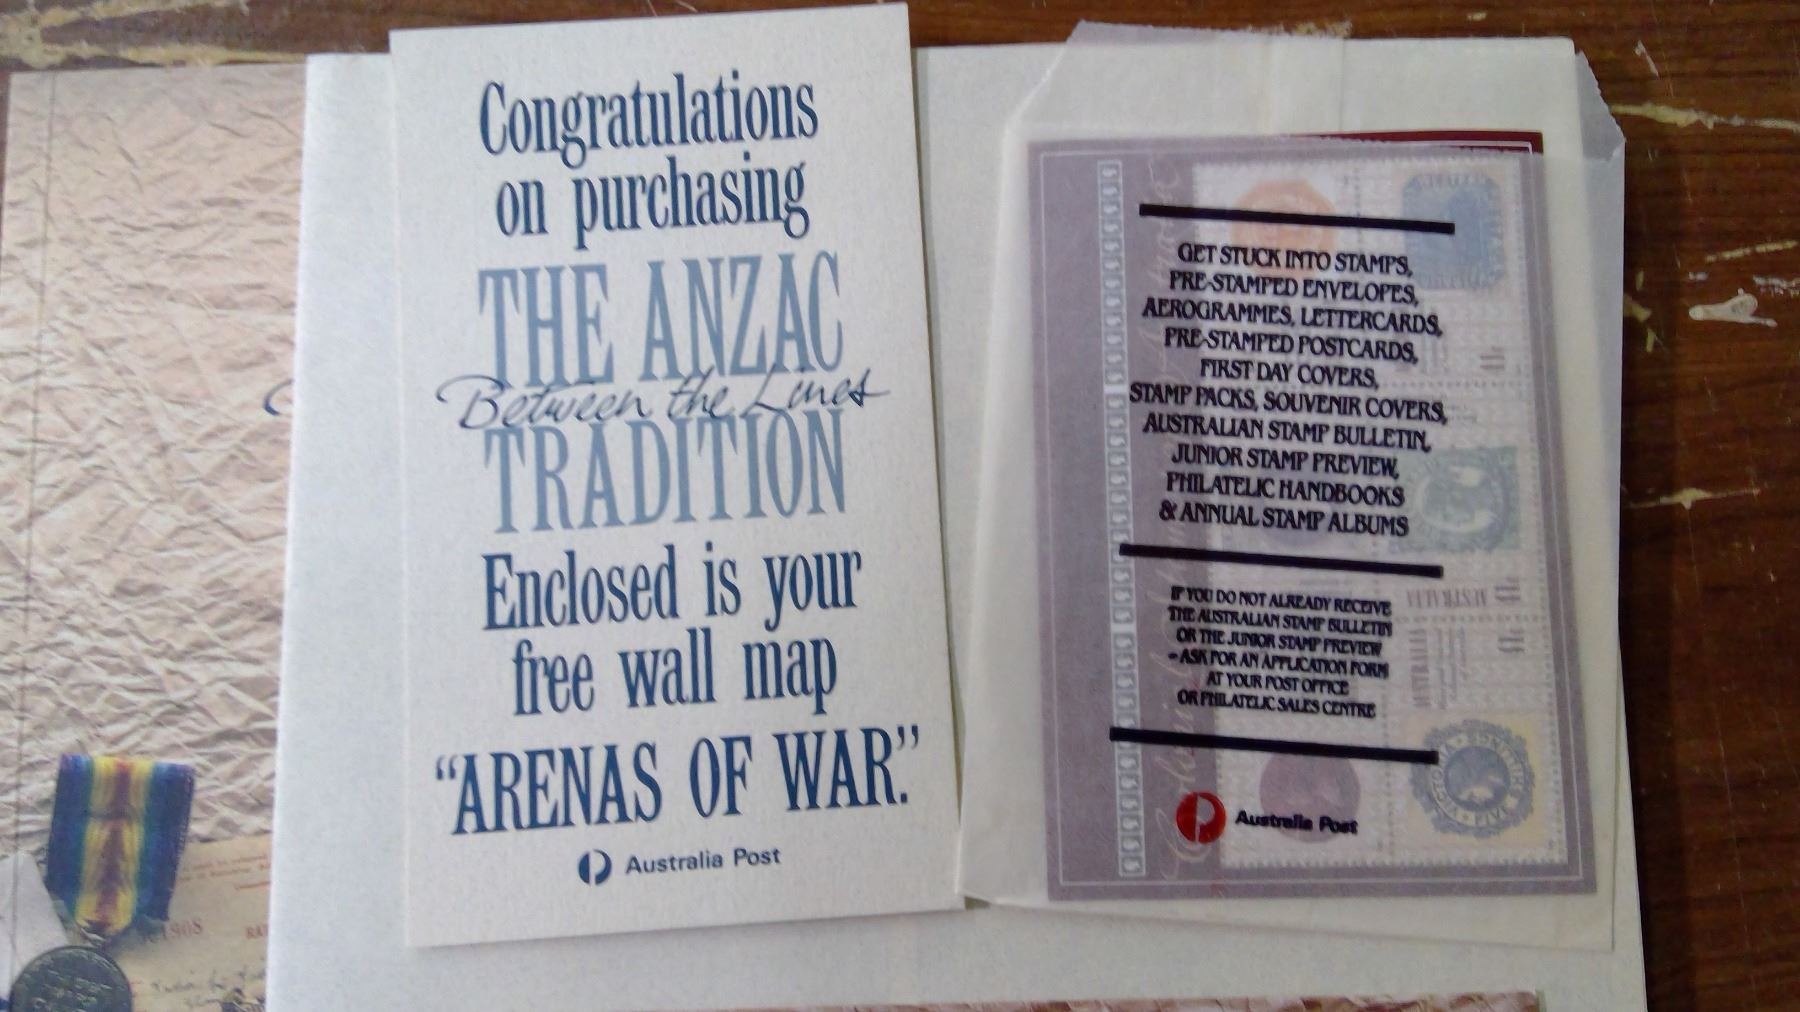 Congratulations
on purchasing
THE ANZAC
Between the Lines
TRADITION
Enclosed is your
free wall map
“ARENAS OF WAR.”
Australia Post
GET STUCK INTO STAMPS,
PRE-STAMPED ENVELOPES,
AEROGRAMMES, LETTERCARDS,
PRE-STAMPED POSTCARDS,
FIRST DAY COVERS,
STAMP PACKS, SOUVENIR COVERS,
AUSTRALIAN STAMP BULLETIN,
JUNIOR STAMP PREVIEW,
PHILATELIC HANDBOOKS
& ANNUAL STAMP ALBUMS
IF YOU DO NOT ALREADY RECEIVE
THE AUSTRALIAN STAMP BULLETIN
OR THE JUNIOR STAMP PREVIEW
– ASK FOR AN APPLICATION FORM
AT YOUR POST OFFICE
OR PHILATELIC SALES CENTRE
Australia Post
AUSTRALIA
AUSTRALIA
VICTORIA
1908